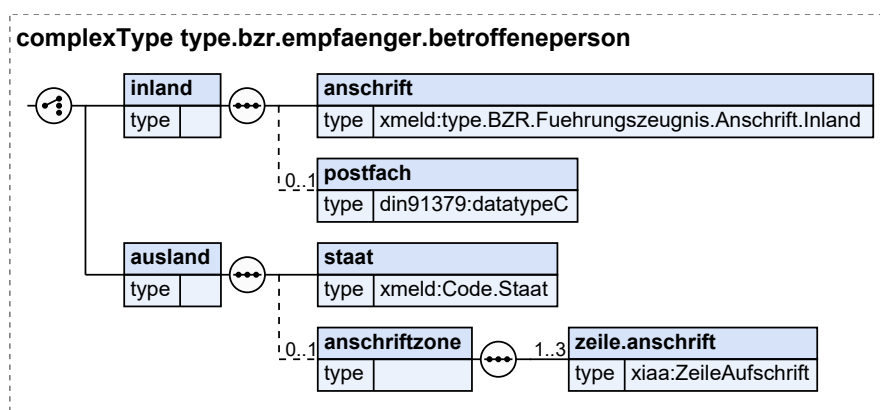 complexType type.bzr.empfaenger.betroffeneperson
inland
type
anschrift
type xmeld:type.BZR.Fuehrungszeugnis.Anschrift.Inland
0..1
postfach
type din91379:datatypeC
ausland
type
staat
type xmeld:Code.Staat
0..1
anschriftzone
type
1..3
zeile.anschrift
type xiaa:ZeileAufschrift